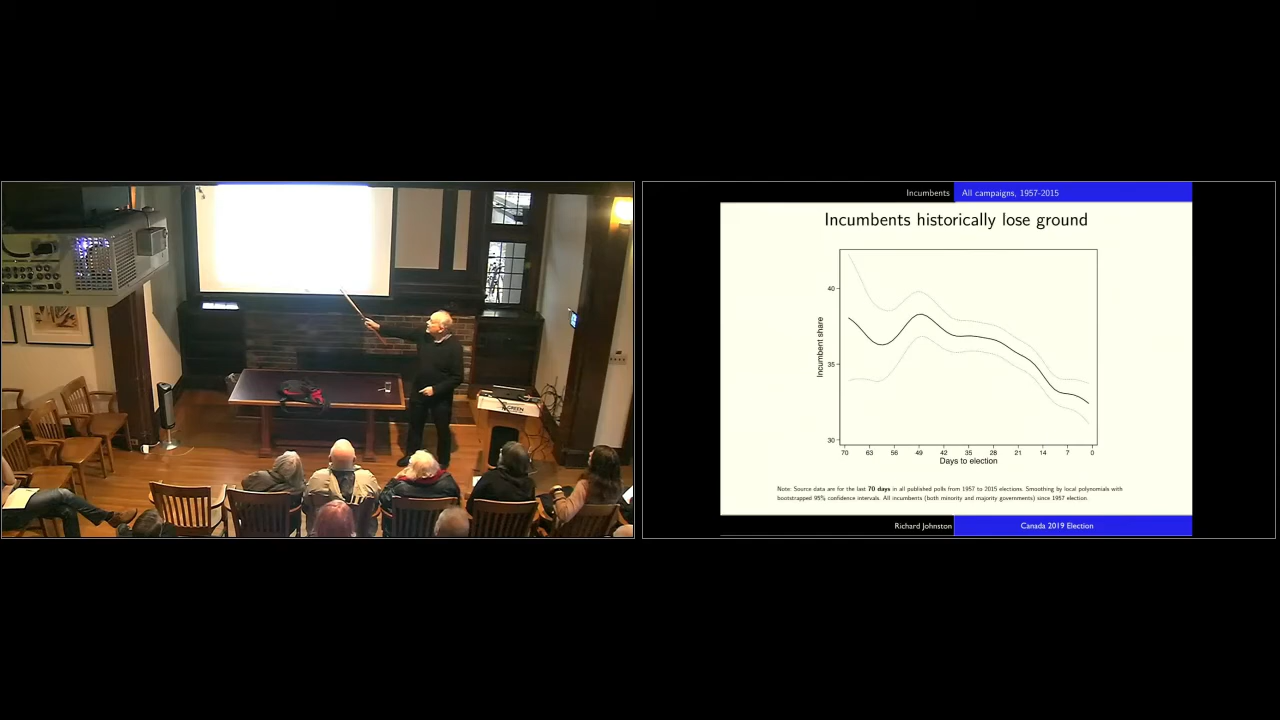 GREEN
Incumbents All campaigns, 1957-2015
Incumbents historically lose ground
Incumbent share
40
35
30
70 63 56 49 42 35 28 21 14 7 0
Days to election
Note: Source data are for the last 70 days in all published polls from 1957 to 2015 elections. Smoothing by local polynomials with
bootstrapped 95% confidence intervals. All incumbents (both minority and majority governments) since 1957 election.
Richard Johnston Canada 2019 Election